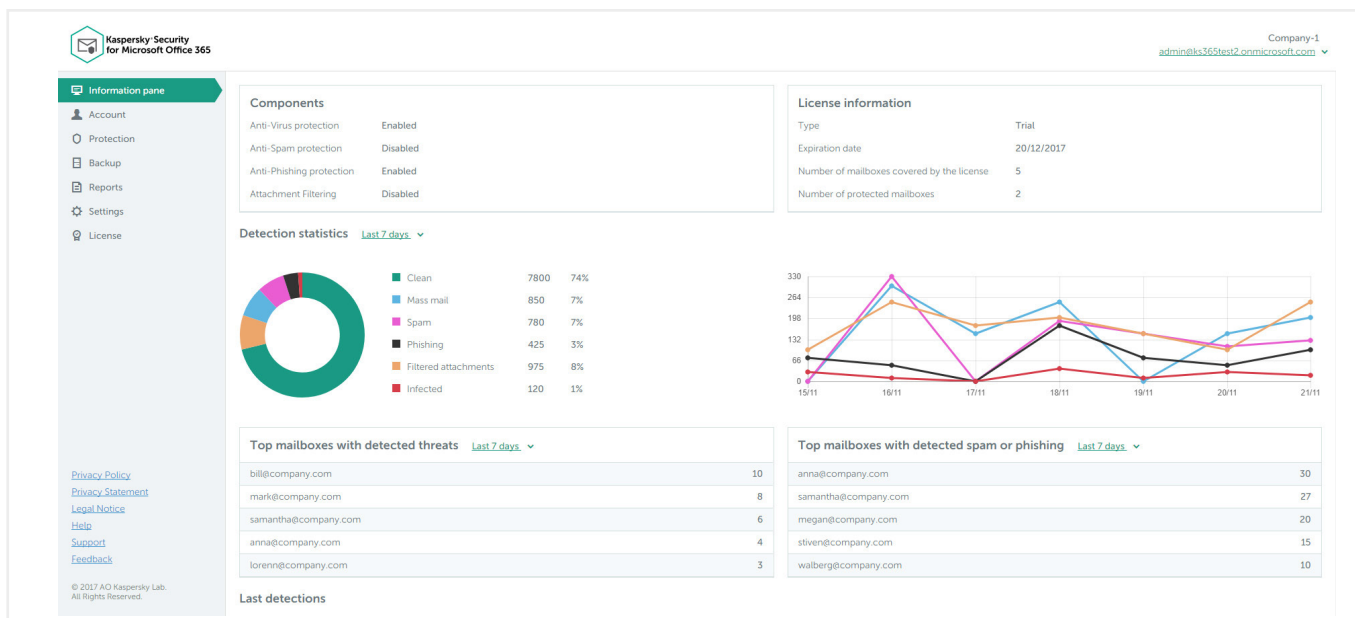 Kaspersky Security
for Microsoft Office 365
Company-1
admin@ks365test2.onmicrosoft.com
Information pane
Account
Protection
Backup
Reports
Settings
License
Privacy Policy
Privacy Statement
Legal Notice
Help
Support
Feedback
© 2017 AO Kaspersky Lab.
All Rights Reserved.
Components
Anti-Virus protection Enabled
Anti-Spam protection Disabled
Anti-Phishing protection Enabled
Attachment Filtering Disabled
License information
Type Trial
Expiration date 20/12/2017
Number of mailboxes covered by the license 5
Number of protected mailboxes 2
Detection statistics Last 7 days
Clean 7800 74%
Mass mail 850 7%
Spam 780 7%
Phishing 425 3%
Filtered attachments 975 8%
Infected 120 1%
330
264
198
132
66
0
15/11 16/11 17/11 18/11 19/11 20/11 21/11
Top mailboxes with detected threats Last 7 days
bill@company.com 10
mark@company.com 8
samantha@company.com 6
anna@company.com 4
lorenn@company.com 3
Top mailboxes with detected spam or phishing Last 7 days
anna@company.com 30
samantha@company.com 27
megan@company.com 20
stiven@company.com 15
walberg@company.com 10
Last detections